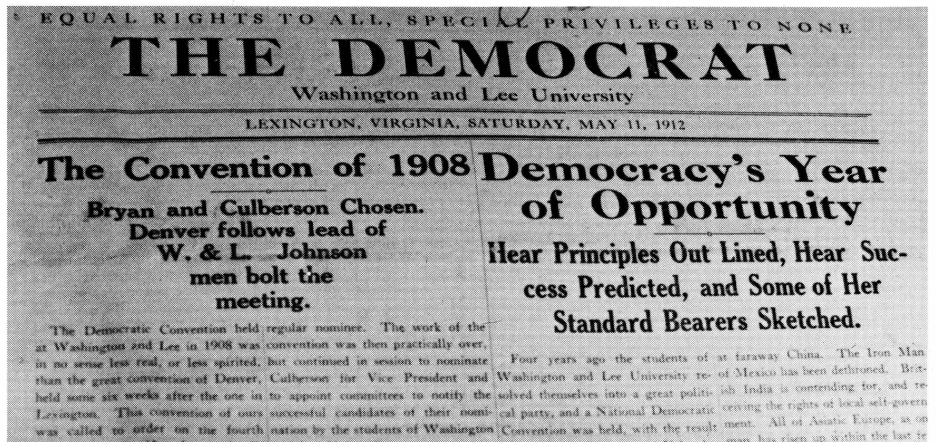 EQUAL RIGHTS TO ALL, SPECIAL PRIVILEGES TO NONE
THE DEMOCRAT
Washington and Lee University
LEXINGTON, VIRGINIA, SATURDAY, MAY 11, 1912
The Convention of 1908
Bryan and Culberson Chosen.
Denver follows lead of
W. & L. Johnson
men bolt the
meeting.
The Democratic Convention held
at Washington and Lee in 1908 was
in no sense less real, or less spirited,
than the great convention of Denver,
held some six weeks after the one in
Lexington. This convention of ours
was called to order on the fourth
regular nominee. The work of the
convention was then practically over,
but continued in session to nominate
Culberson for Vice President and
to appoint committees to notify the
successful candidates of their nomi-
nation by the students of Washington
Democracy's Year
of Opportunity
Hear Principles Out Lined, Hear Suc-
cess Predicted, and Some of Her
Standard Bearers Sketched.
Four years ago the students of
Washington and Lee University re-
solved themselves into a great politi-
cal party, and a National Democratic
Convention was held, with the result
at faraway China. The Iron Man
of Mexico has been dethroned. Brit-
ish India is contending for, and re-
ceiving the rights of local self-govern
ment. All of Asiatic Europe, as on
man has risen up within the last